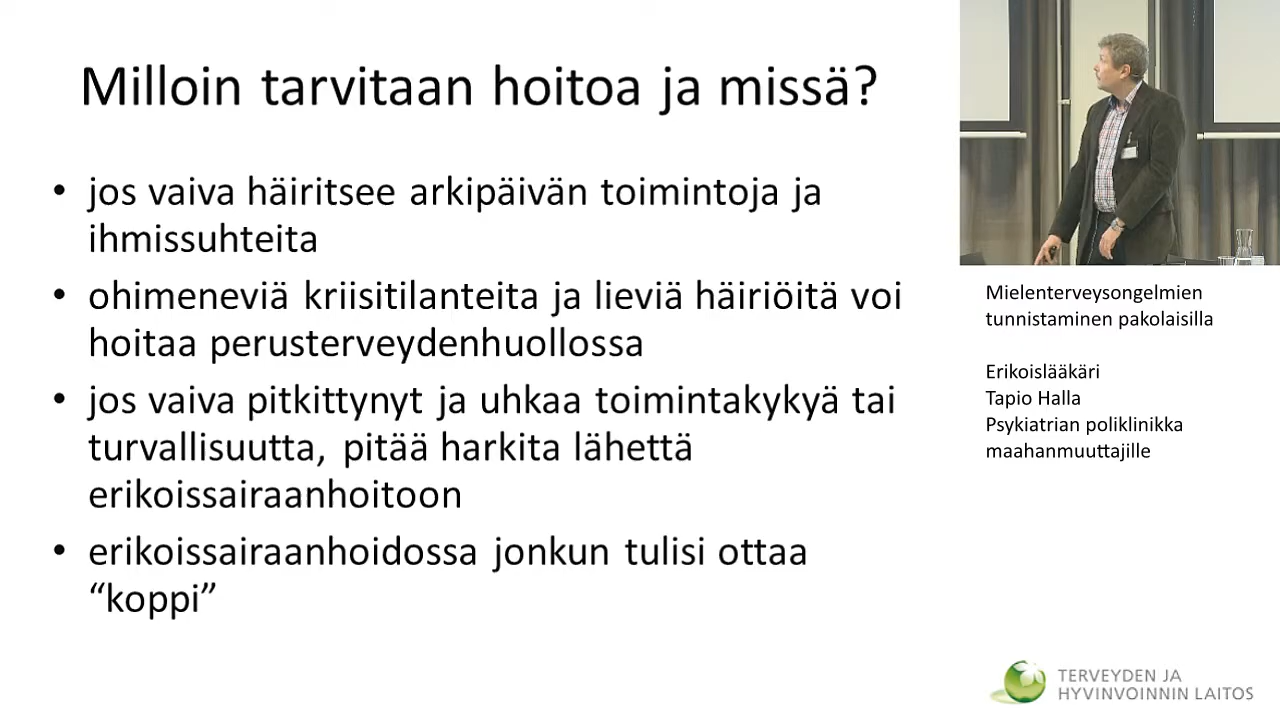 Milloin tarvitaan hoitoa ja missä?
• jos vaiva häiritsee arkipäivän toimintoja ja
ihmissuhteita
• ohimeneviä kriisitilanteita ja lieviä häiriöitä voi
hoitaa perusterveydenhuollossa
• jos vaiva pitkittynyt ja uhkaa toimintakykyä tai
turvallisuutta, pitää harkita lähettä
erikoissairaanhoitoon
• erikoissairaanhoidossa jonkun tulisi ottaa
“koppi”
Mielenterveysongelmien
tunnistaminen pakolaisilla
Erikoislääkäri
Tapio Halla
Psykiatrian poliklinikka
maahanmuuttajille
TERVEYDEN JA
HYVINVOINNIN LAITOS